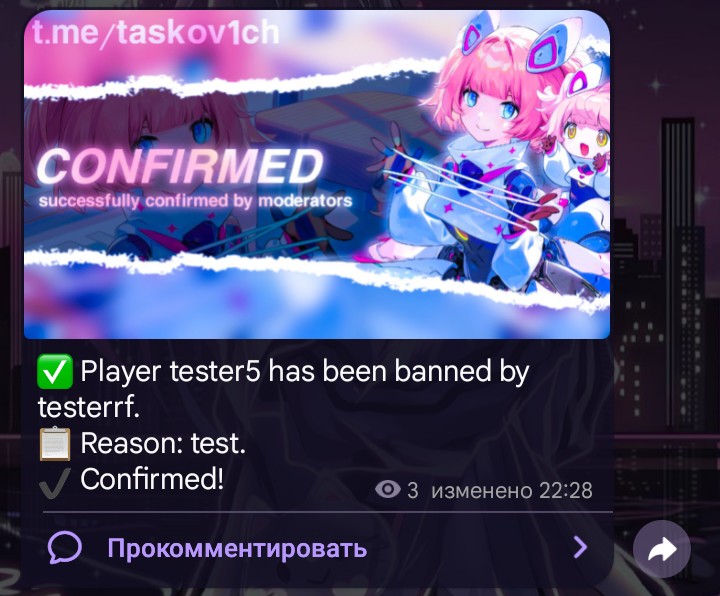 t.me/taskov1ch
CONFIRMED
successfully confirmed by moderators
✅ Player tester5 has been banned by
testerrf.
📋 Reason: test.
✔️ Confirmed!
3 изменено 22:28
Прокомментировать